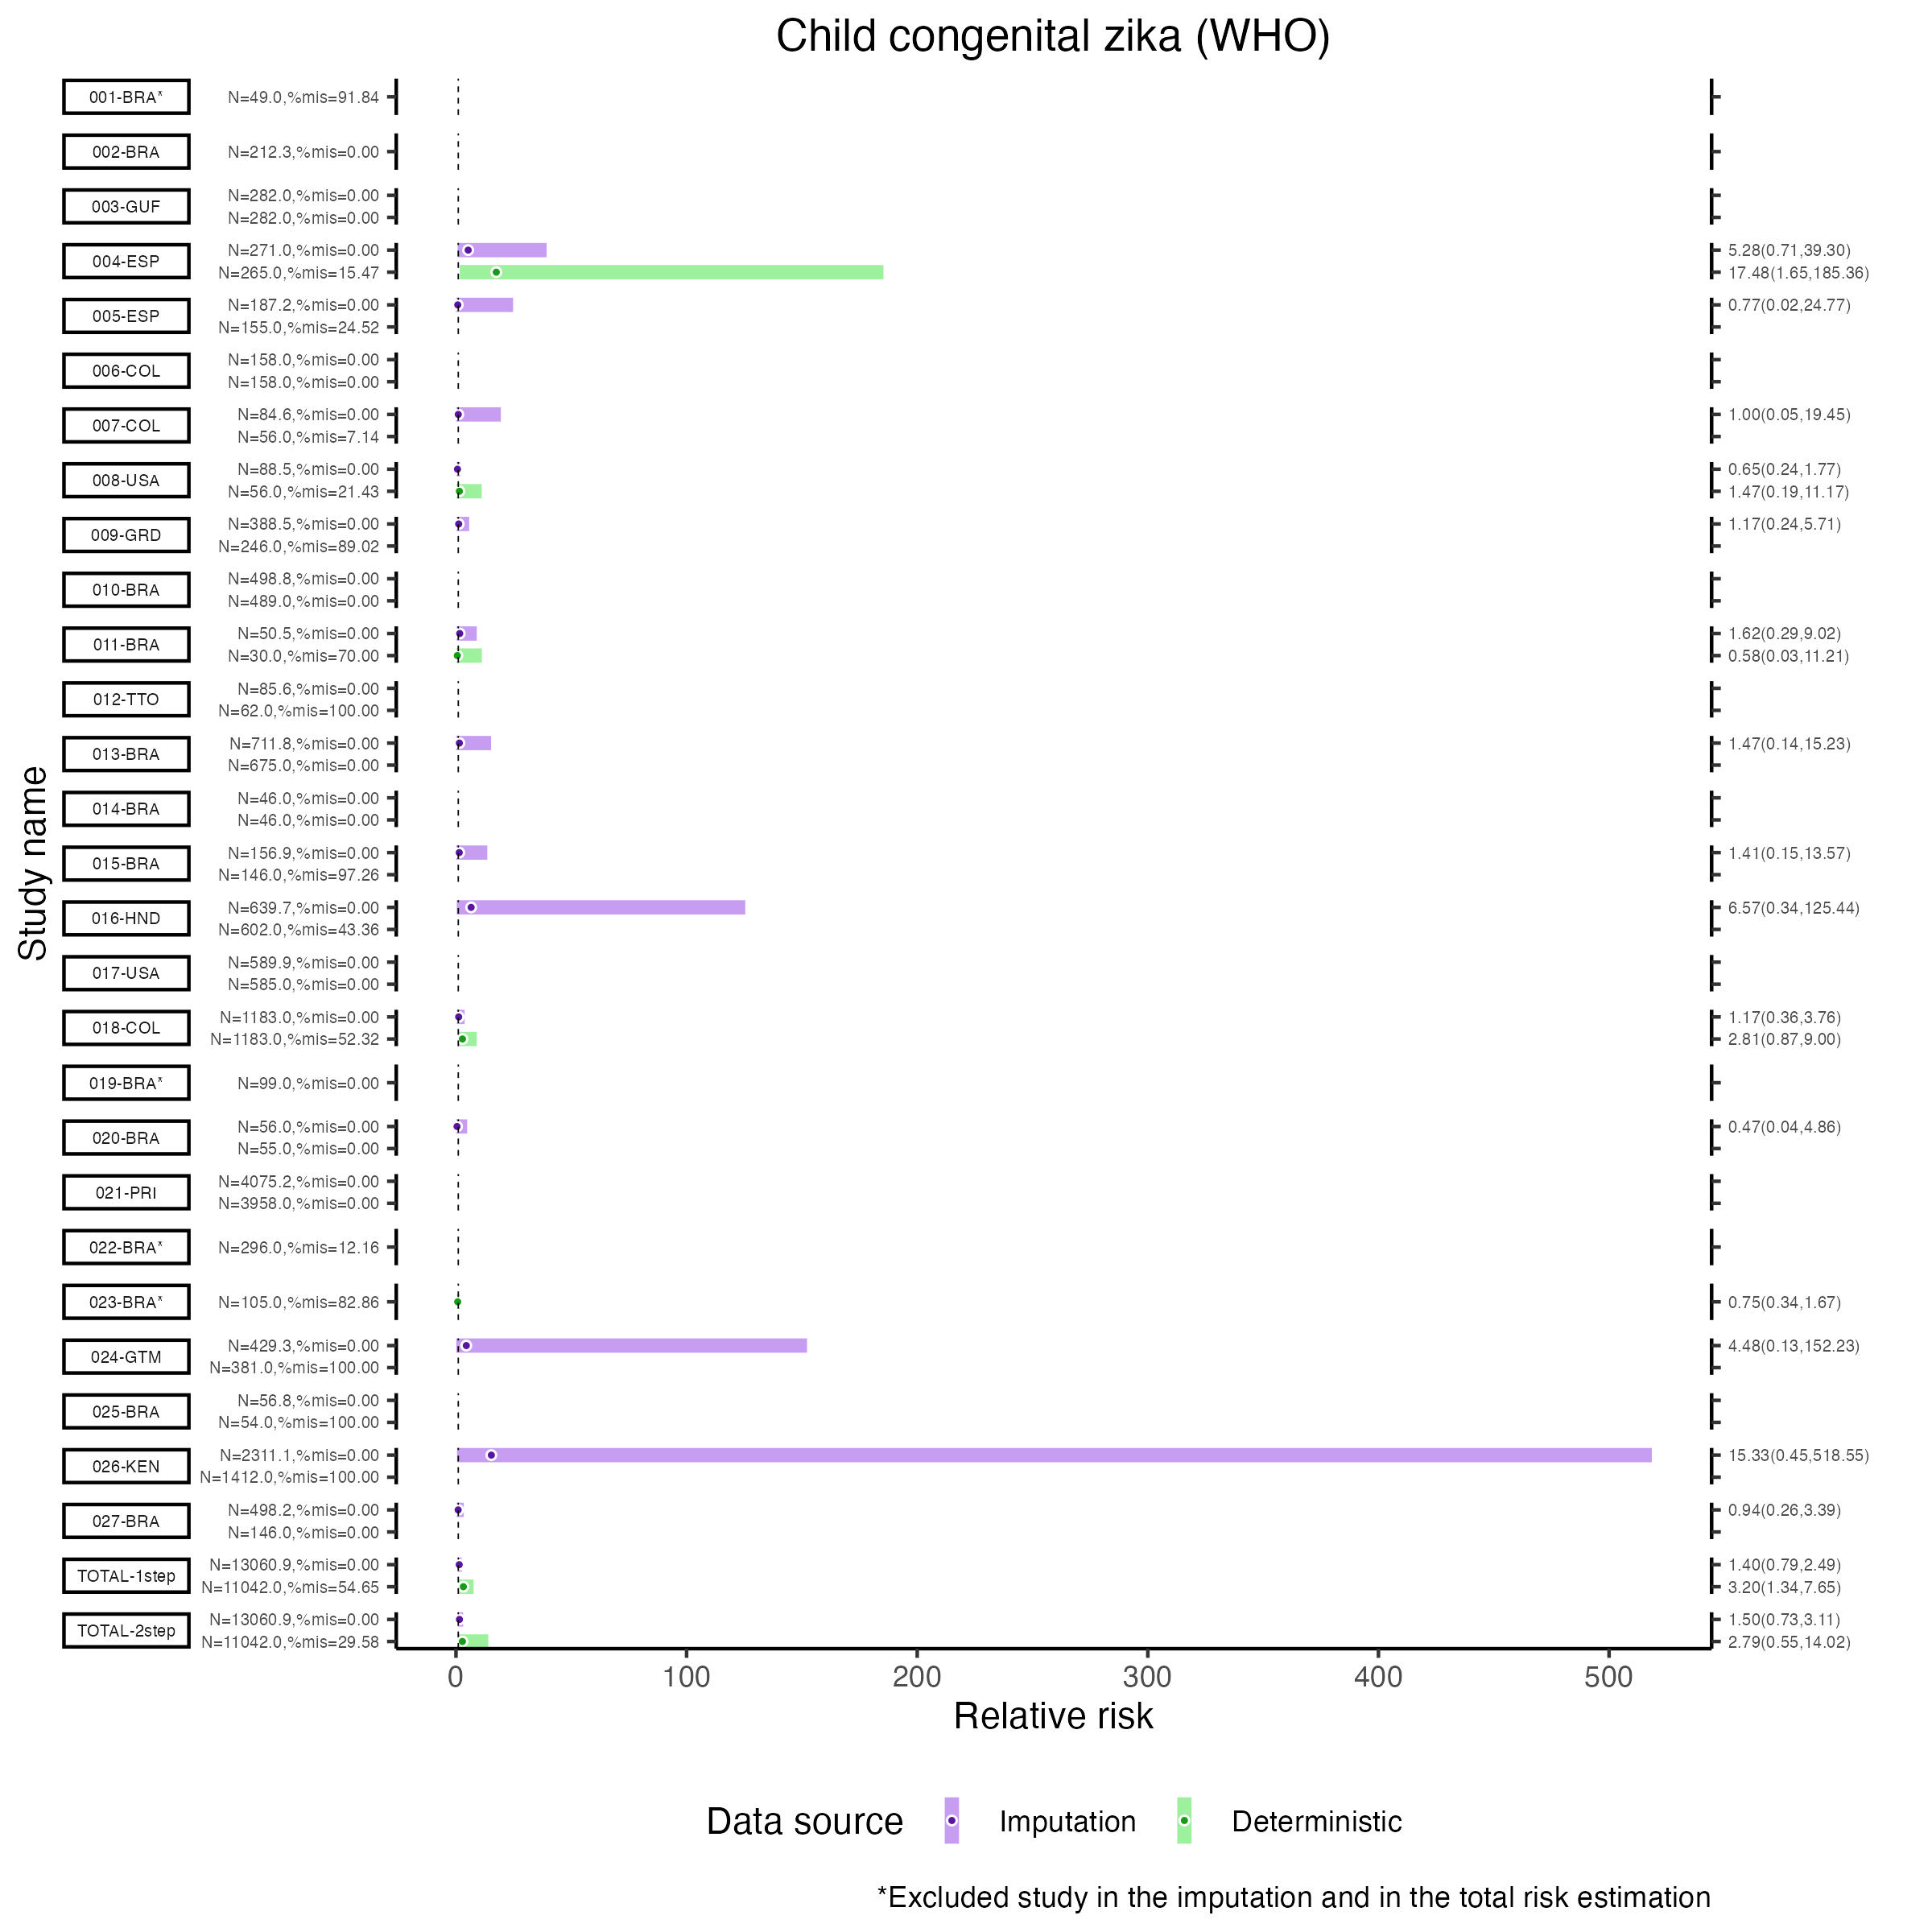 Child congenital zika (WHO)
001-BRA* N=49.0,%mis=91.84
002-BRA N=212.3,%mis=0.00
003-GUF N=282.0,%mis=0.00
N=282.0,%mis=0.00
004-ESP N=271.0,%mis=0.00 5.28(0.71,39.30)
N=265.0,%mis=15.47 17.48(1.65,185.36)
005-ESP N=187.2,%mis=0.00 0.77(0.02,24.77)
N=155.0,%mis=24.52
006-COL N=158.0,%mis=0.00
N=158.0,%mis=0.00
007-COL N=84.6,%mis=0.00 1.00(0.05,19.45)
N=56.0,%mis=7.14
008-USA N=88.5,%mis=0.00 0.65(0.24,1.77)
N=56.0,%mis=21.43 1.47(0.19,11.17)
009-GRD N=388.5,%mis=0.00 1.17(0.24,5.71)
N=246.0,%mis=89.02
010-BRA N=498.8,%mis=0.00
N=489.0,%mis=0.00
011-BRA N=50.5,%mis=0.00 1.62(0.29,9.02)
N=30.0,%mis=70.00 0.58(0.03,11.21)
012-TTO N=85.6,%mis=0.00
N=62.0,%mis=100.00
013-BRA N=711.8,%mis=0.00 1.47(0.14,15.23)
N=675.0,%mis=0.00
014-BRA N=46.0,%mis=0.00
N=46.0,%mis=0.00
015-BRA N=156.9,%mis=0.00 1.41(0.15,13.57)
N=146.0,%mis=97.26
016-HND N=639.7,%mis=0.00 6.57(0.34,125.44)
N=602.0,%mis=43.36
017-USA N=589.9,%mis=0.00
N=585.0,%mis=0.00
018-COL N=1183.0,%mis=0.00 1.17(0.36,3.76)
N=1183.0,%mis=52.32 2.81(0.87,9.00)
019-BRA* N=99.0,%mis=0.00
020-BRA N=56.0,%mis=0.00 0.47(0.04,4.86)
N=55.0,%mis=0.00
021-PRI N=4075.2,%mis=0.00
N=3958.0,%mis=0.00
022-BRA* N=296.0,%mis=12.16
023-BRA* N=105.0,%mis=82.86 0.75(0.34,1.67)
024-GTM N=429.3,%mis=0.00 4.48(0.13,152.23)
N=381.0,%mis=100.00
025-BRA N=56.8,%mis=0.00
N=54.0,%mis=100.00
026-KEN N=2311.1,%mis=0.00 15.33(0.45,518.55)
N=1412.0,%mis=100.00
027-BRA N=498.2,%mis=0.00 0.94(0.26,3.39)
N=146.0,%mis=0.00
TOTAL-1step N=13060.9,%mis=0.00 1.40(0.79,2.49)
N=11042.0,%mis=54.65 3.20(1.34,7.65)
TOTAL-2step N=13060.9,%mis=0.00 1.50(0.73,3.11)
N=11042.0,%mis=29.58 2.79(0.55,14.02)
Study name
0 100 200 300 400 500
Relative risk
Data source Imputation Deterministic
*Excluded study in the imputation and in the total risk estimation